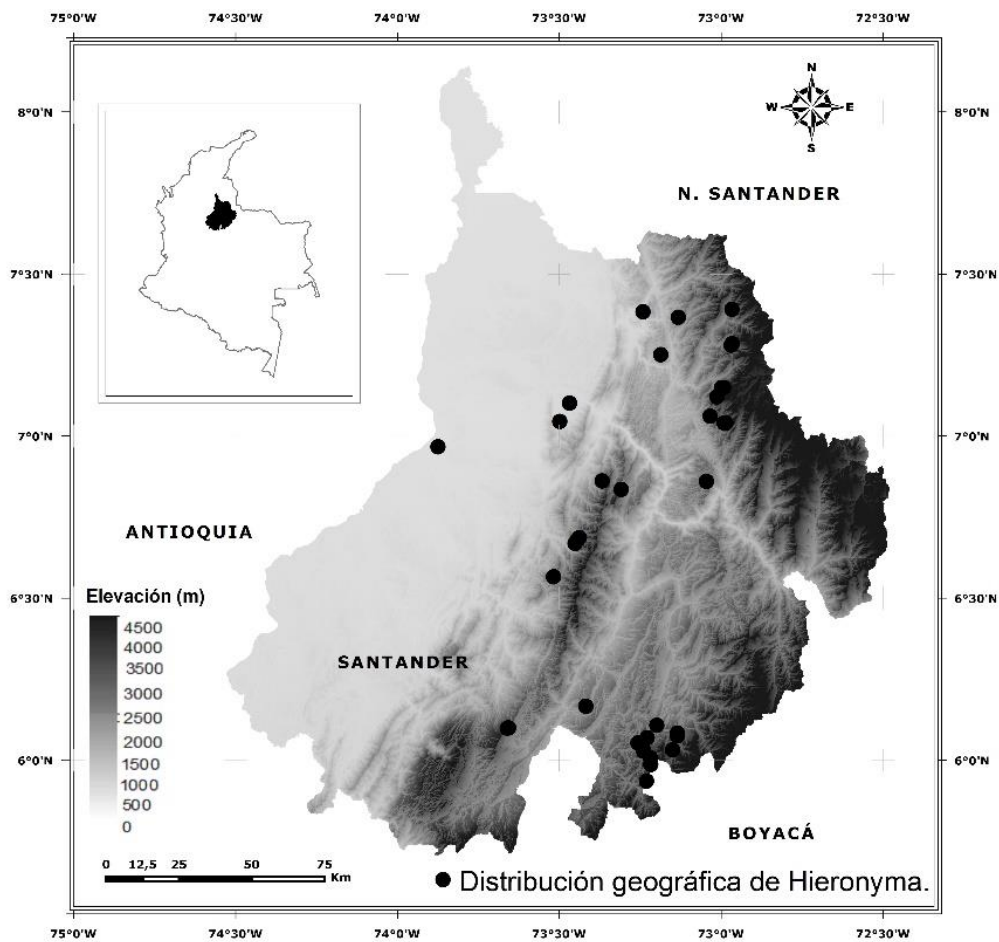 75°0'W 74°30'W 74°0'W 73°30'W 73°0'W 72°30'W
8°0'N 8°0'N
N
W E
S
N. SANTANDER
7°30'N 7°30'N
7°0'N 7°0'N
ANTIOQUIA
6°30'N 6°30'N
Elevación (m)
4500
4000
3500
3000
2500
2000
1500
1000
500
0
SANTANDER
6°0'N 6°0'N
BOYACÁ
0 12,5 25 50 75
Km
Distribución geográfica de Hieronyma.
75°0'W 74°30'W 74°0'W 73°30'W 73°0'W 72°30'W